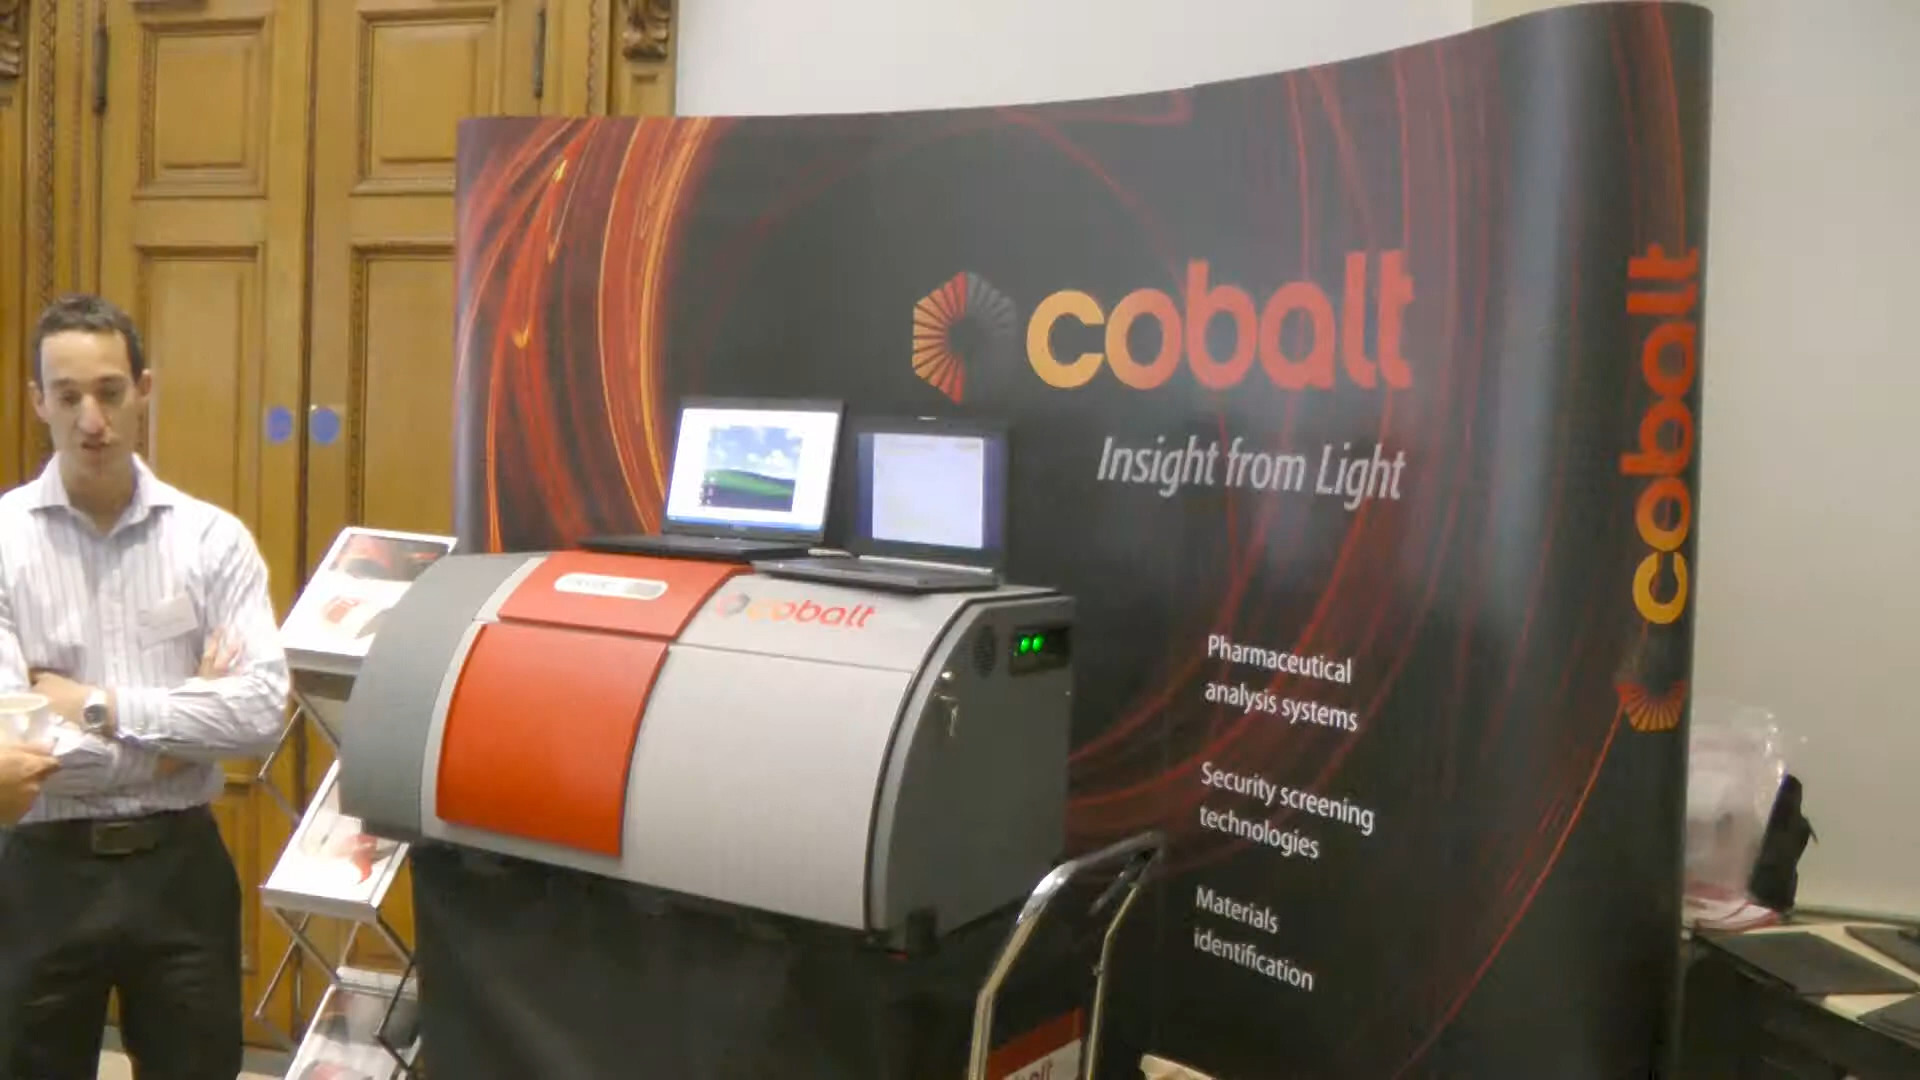 cobalt
Insight from Light
cobalt
cobalt
Pharmaceutical
analysis systems
Security screening
technologies
Materials
identification